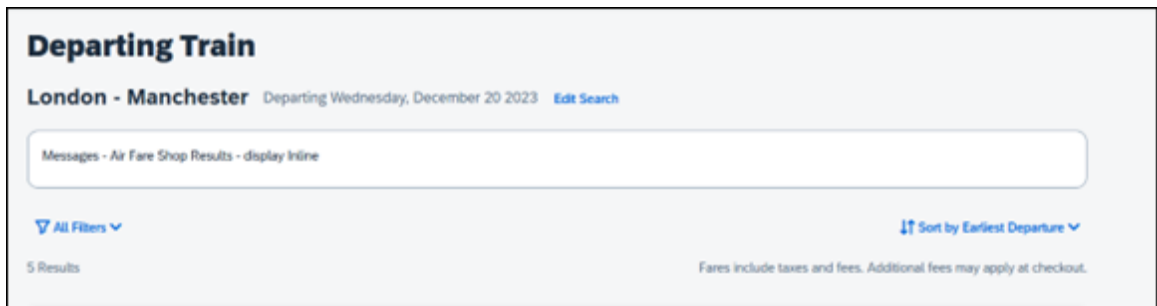 Departing Train
London - Manchester Departing Wednesday, December 20 2023 Edit Search
Messages - Air Fare Shop Results - display Inline
All Filters Sort by Earliest Departure
5 Results Fares include taxes and fees. Additional fees may apply at checkout.